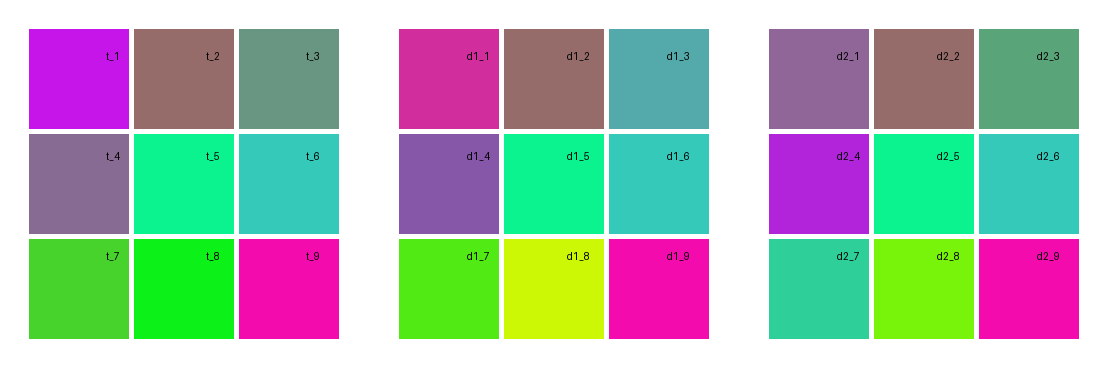 t_1 t_2 t_3 d1_1 d1_2 d1_3 d2_1 d2_2 d2_3
t_4 t_5 t_6 d1_4 d1_5 d1_6 d2_4 d2_5 d2_6
t_7 t_8 t_9 d1_7 d1_8 d1_9 d2_7 d2_8 d2_9